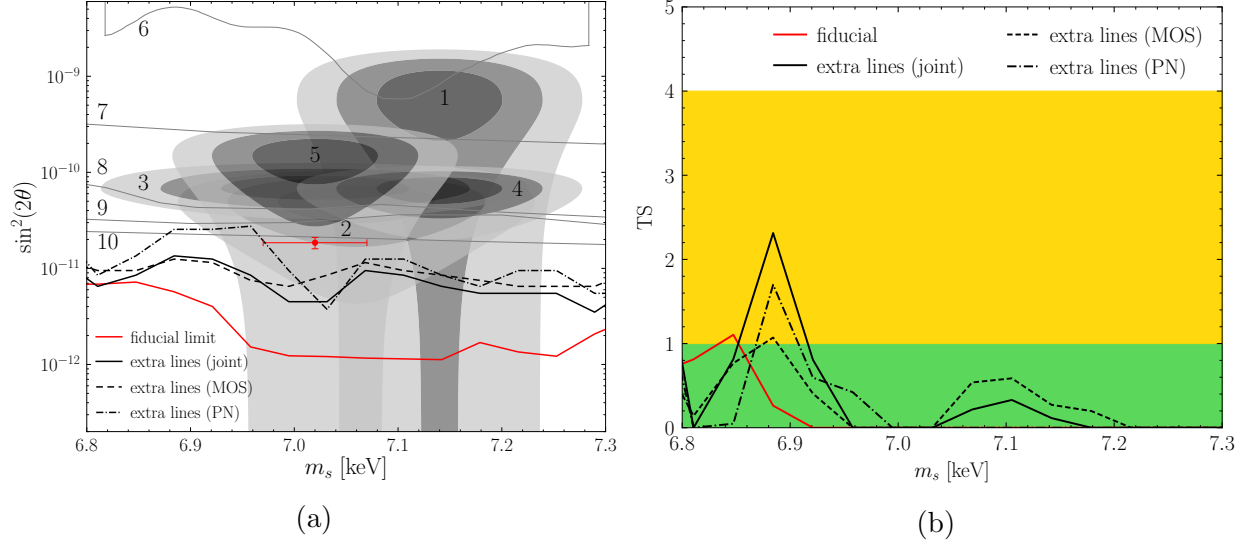 10⁻⁹
10⁻¹⁰
10⁻¹¹
10⁻¹²
sin²(2θ)
6
1
7
5
8
3
4
9
2
10
fiducial limit
extra lines (joint)
extra lines (MOS)
extra lines (PN)
6.8 6.9 7.0 7.1 7.2 7.3
mₛ [keV]
(a)
5
4
3
2
1
0
TS
fiducial
extra lines (joint)
extra lines (MOS)
extra lines (PN)
6.8 6.9 7.0 7.1 7.2 7.3
mₛ [keV]
(b)